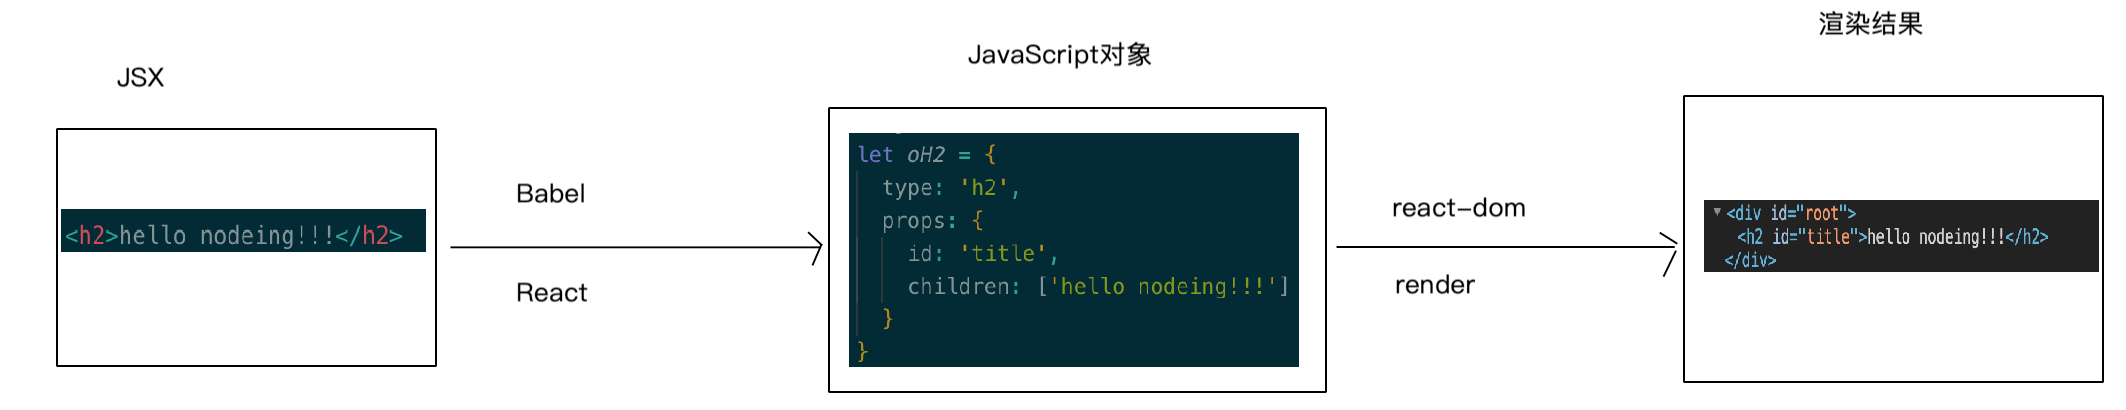 JSX
<h2>hello nodeing!!!</h2>
Babel
React
JavaScript对象
let oH2 = {
type: 'h2',
props: {
id: 'title',
children: ['hello nodeing!!!']
}
}
react-dom
render
渲染结果
▼<div id="root">
<h2 id="title">hello nodeing!!!</h2>
</div>